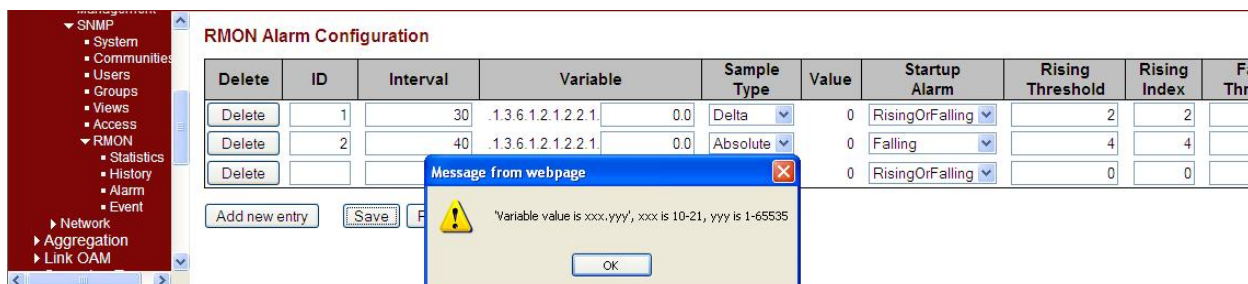 SNMP
System
Communities
Users
Groups
Views
Access
RMON
Statistics
History
Alarm
Event
Network
Aggregation
Link OAM
RMON Alarm Configuration
Delete ID Interval Variable Sample Type Value Startup Alarm Rising Threshold Rising Index
Delete 1 30 .1.3.6.1.2.1.2.2.1. 0.0 Delta 0 RisingOrFalling 2 2
Delete 2 40 .1.3.6.1.2.1.2.2.1. 0.0 Absolute 0 Falling 4 4
Delete 0 RisingOrFalling 0 0
Add new entry Save
Message from webpage
'Variable value is xxx.yyy', xxx is 10-21, yyy is 1-65535
OK